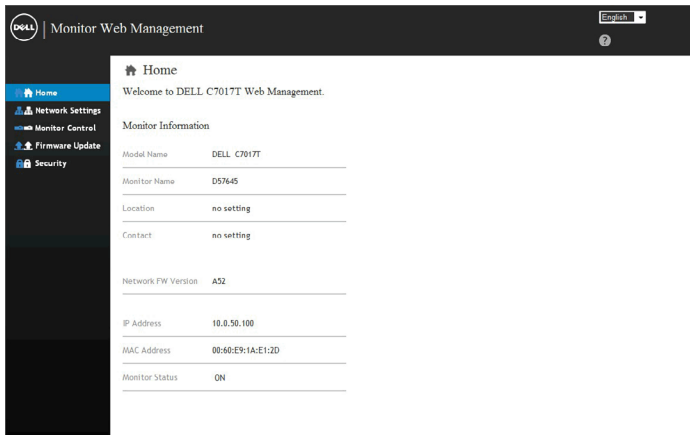 DELL Monitor Web Management
English
?
Home
Network Settings
Monitor Control
Firmware Update
Security
Home
Welcome to DELL C7017T Web Management.
Monitor Information
Model Name DELL C7017T
Monitor Name D57645
Location no setting
Contact no setting
Network FW Version A52
IP Address 10.0.50.100
MAC Address 00:60:E9:1A:E1:2D
Monitor Status ON